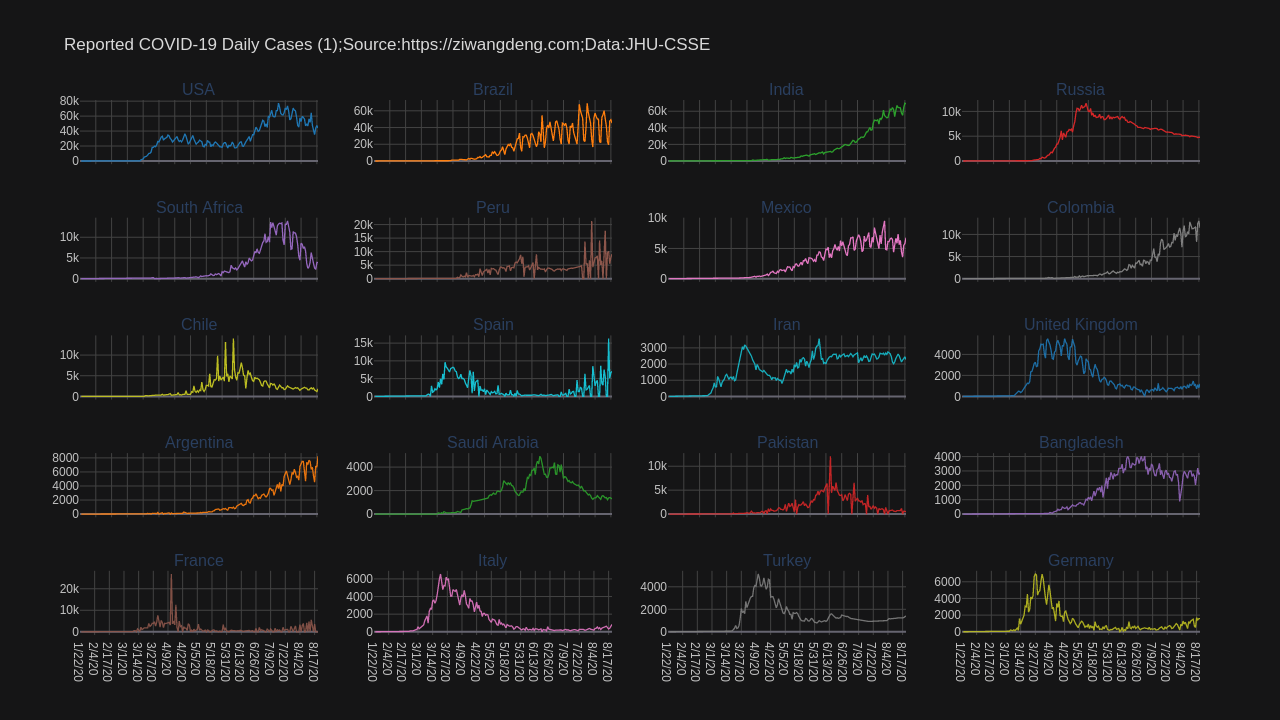 Reported COVID-19 Daily Cases (1);Source:https://ziwangdeng.com;Data:JHU-CSSE
USA
80k
60k
40k
20k
0
Brazil
60k
40k
20k
0
India
60k
40k
20k
0
Russia
10k
5k
0
South Africa
10k
5k
0
Peru
20k
15k
10k
5k
0
Mexico
10k
5k
0
Colombia
10k
5k
0
Chile
10k
5k
0
Spain
15k
10k
5k
0
Iran
3000
2000
1000
0
United Kingdom
4000
2000
0
Argentina
8000
6000
4000
2000
0
Saudi Arabia
4000
2000
0
Pakistan
10k
5k
0
Bangladesh
4000
3000
2000
1000
0
France
20k
10k
0
1/22/20
2/4/20
2/17/20
3/1/20
3/14/20
3/27/20
4/9/20
4/22/20
5/5/20
5/18/20
5/31/20
6/13/20
6/26/20
7/9/20
7/22/20
8/4/20
8/17/20
Italy
6000
4000
2000
0
1/22/20
2/4/20
2/17/20
3/1/20
3/14/20
3/27/20
4/9/20
4/22/20
5/5/20
5/18/20
5/31/20
6/13/20
6/26/20
7/9/20
7/22/20
8/4/20
8/17/20
Turkey
4000
2000
0
1/22/20
2/4/20
2/17/20
3/1/20
3/14/20
3/27/20
4/9/20
4/22/20
5/5/20
5/18/20
5/31/20
6/13/20
6/26/20
7/9/20
7/22/20
8/4/20
8/17/20
Germany
6000
4000
2000
0
1/22/20
2/4/20
2/17/20
3/1/20
3/14/20
3/27/20
4/9/20
4/22/20
5/5/20
5/18/20
5/31/20
6/13/20
6/26/20
7/9/20
7/22/20
8/4/20
8/17/20